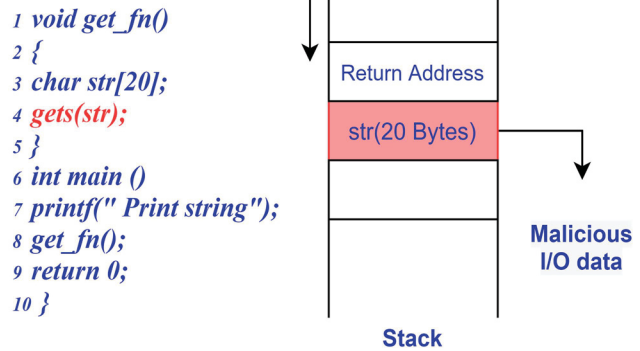 1 void get_fn()
2 {
3 char str[20];
4 gets(str);
5 }
6 int main ()
7 printf(" Print string");
8 get_fn();
9 return 0;
10 }
Return Address
str(20 Bytes)
Malicious
I/O data
Stack